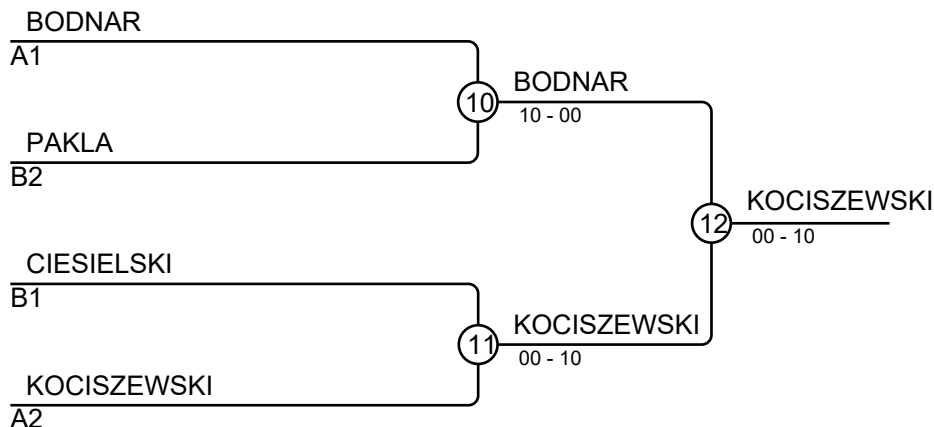 BODNAR
A1
10
BODNAR
10 - 00
PAKLA
B2
12
KOCISZEWSKI
00 - 10
CIESIELSKI
B1
11
KOCISZEWSKI
00 - 10
KOCISZEWSKI
A2